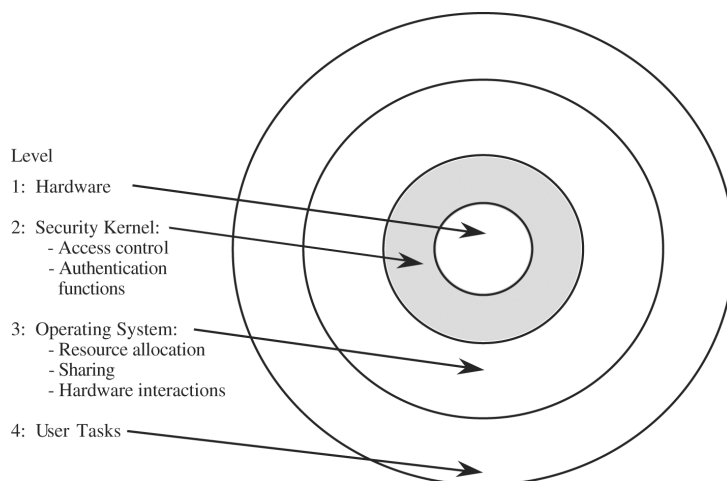 Level
1: Hardware
2: Security Kernel:
- Access control
- Authentication
functions
3: Operating System:
- Resource allocation
- Sharing
- Hardware interactions
4: User Tasks